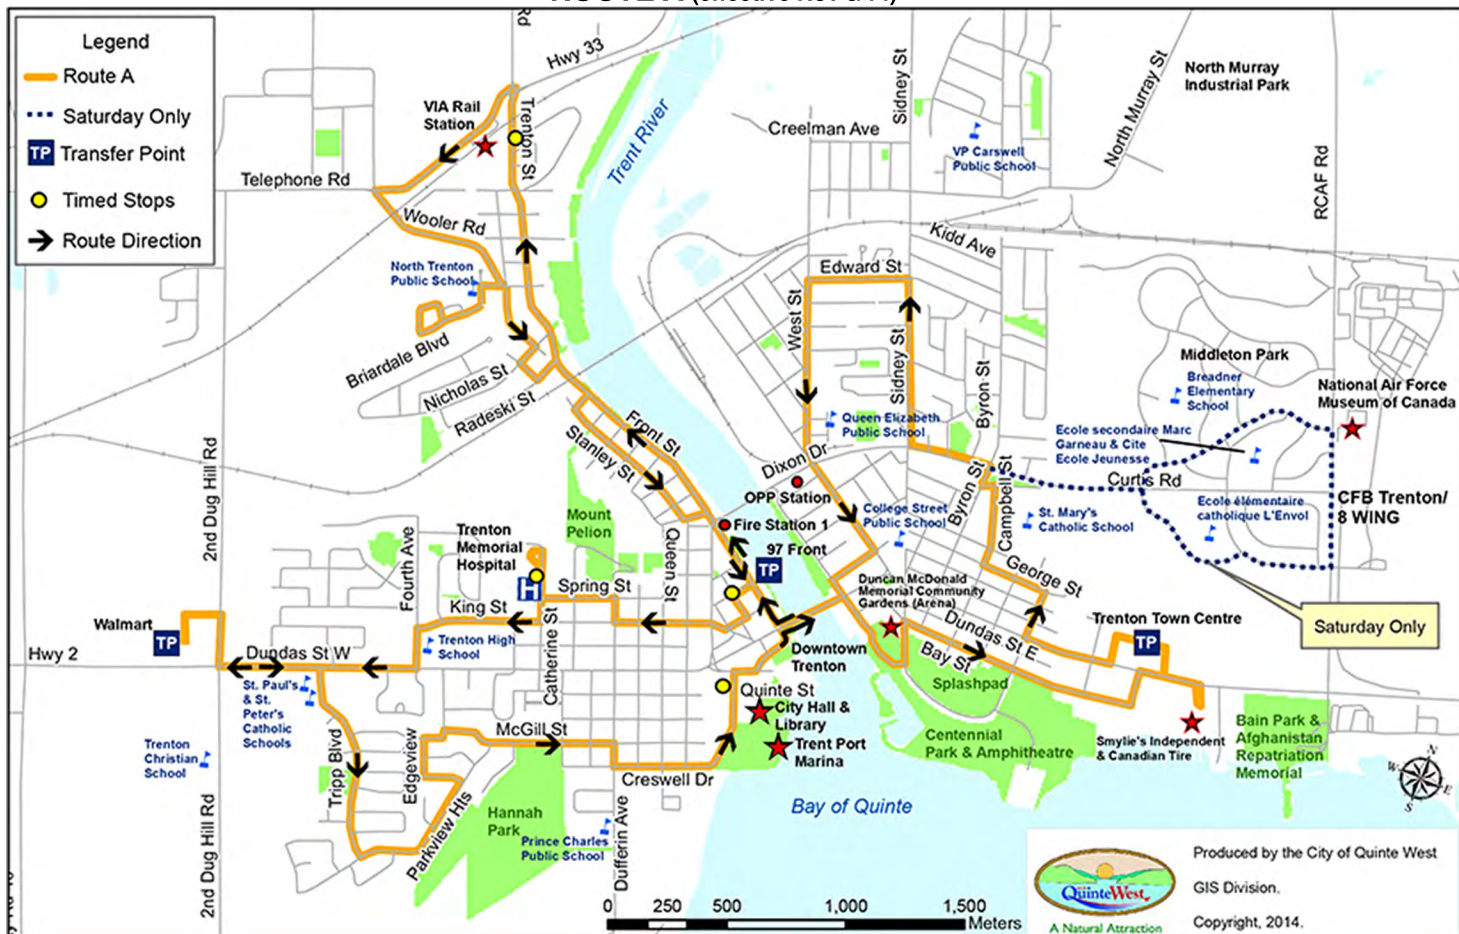 Legend
Route A
Saturday Only
TP Transfer Point
Timed Stops
Route Direction
Rd
Hwy 33
VIA Rail
Station
Trenton St
Telephone Rd
Wooler Rd
North Trenton
Public School
Briardale Blvd
Nicholas St
Radeski St
Trent River
Creelman Ave
Sidney St
VP Carswell
Public School
North Murray St
North Murray
Industrial Park
RCAF Rd
Kidd Ave
Edward St
West St
Sidney St
Byron St
Middleton Park
Breadner
Elementary
School
National Air Force
Museum of Canada
Queen Elizabeth
Public School
Ecole secondaire Marc
Garneau & Cite
Ecole Jeunesse
Curtis Rd
Ecole élémentaire
catholique L'Envol
CFB Trenton/
8 WING
Front St
Stanley St
Dixon Dr
OPP Station
Byron St
Campbell St
St. Mary's
Catholic School
College Street
Public School
2nd Dug Hill Rd
Mount
Pelion
Fire Station 1
97 Front
TP
Fourth Ave
Trenton
Memorial
Hospital
H
Spring St
Queen St
King St
George St
Duncan McDonald
Memorial Community
Gardens (Arena)
Saturday Only
Walmart
TP
Trenton High
School
Catherine St
Dundas St E
Trenton Town Centre
TP
Hwy 2
Dundas St W
Downtown
Trenton
Bay St
Splashpad
St. Paul's
& St.
Peter's
Catholic
Schools
Quinte St
City Hall &
Library
Trent Port
Marina
McGill St
Creswell Dr
Trenton
Christian
School
Tripp Blvd
Edgeview
Parkview Hts
Hannah
Park
Prince Charles
Public School
Dufferin Ave
2nd Dug Hill Rd
Centennial
Park & Amphitheatre
Smylie's Independent
& Canadian Tire
Bain Park &
Afghanistan
Repatriation
Memorial
Bay of Quinte
N
W
E
S
0 250 500 1,000 1,500
Meters
QuinteWest
A Natural Attraction
Produced by the City of Quinte West
GIS Division.
Copyright, 2014.